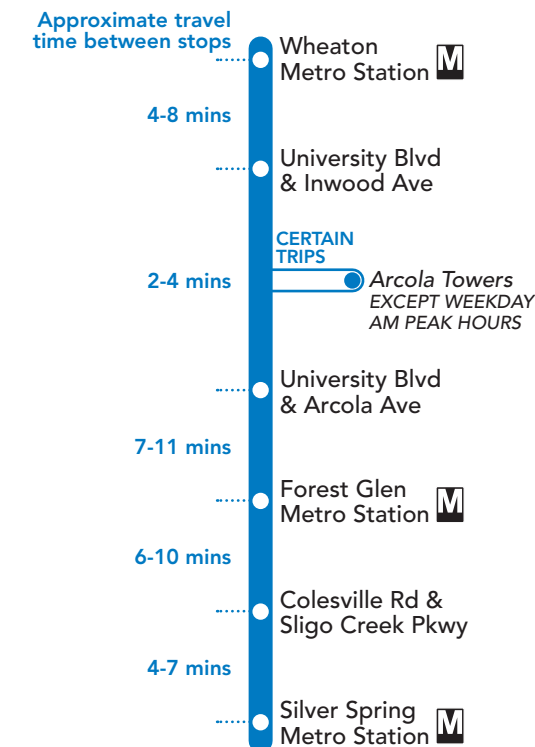 Approximate travel
time between stops
Wheaton
Metro Station M
4-8 mins
University Blvd
& Inwood Ave
CERTAIN
TRIPS
2-4 mins
Arcola Towers
EXCEPT WEEKDAY
AM PEAK HOURS
University Blvd
& Arcola Ave
7-11 mins
Forest Glen
Metro Station M
6-10 mins
Colesville Rd &
Sligo Creek Pkwy
4-7 mins
Silver Spring
Metro Station M